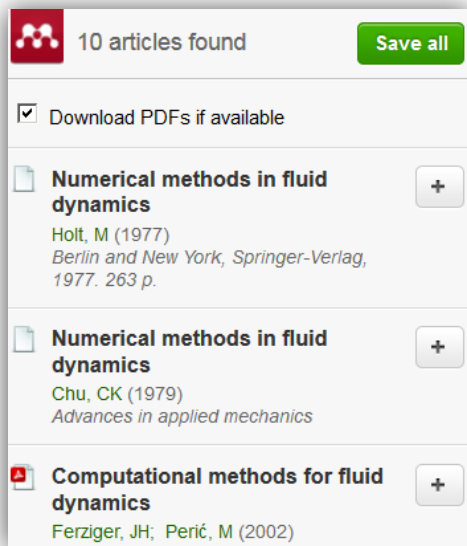 10 articles found
Save all
Download PDFs if available
Numerical methods in fluid
dynamics
Holt, M (1977)
Berlin and New York, Springer-Verlag,
1977. 263 p.
Numerical methods in fluid
dynamics
Chu, CK (1979)
Advances in applied mechanics
Computational methods for fluid
dynamics
Ferziger, JH; Perić, M (2002)